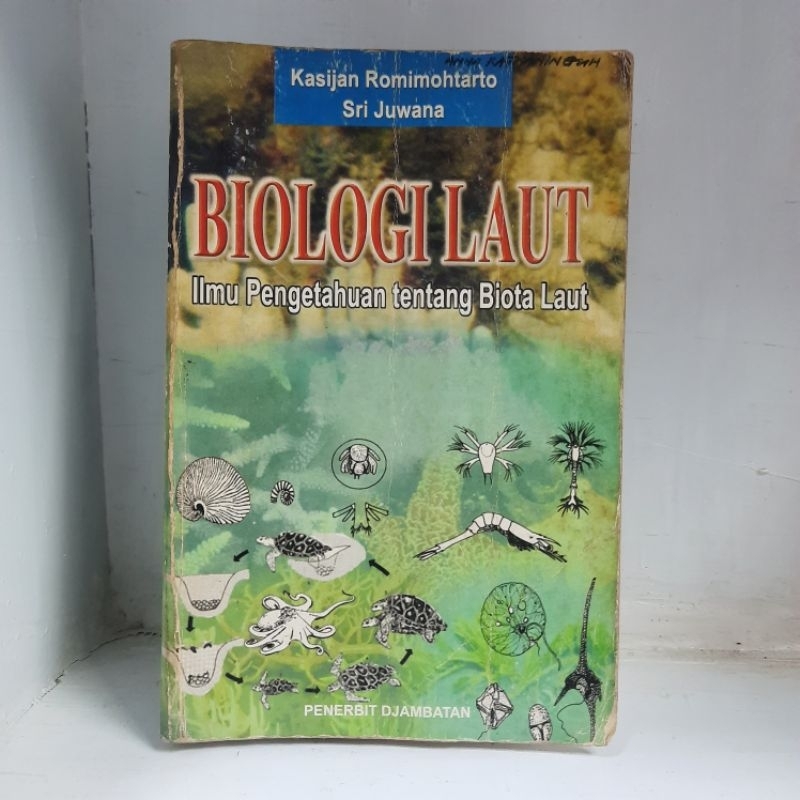 Kasijan Romimohtarto
Sri Juwana
BIOLOGI LAUT
Ilmu Pengetahuan tentang Biota Laut
PENERBIT DJAMBATAN